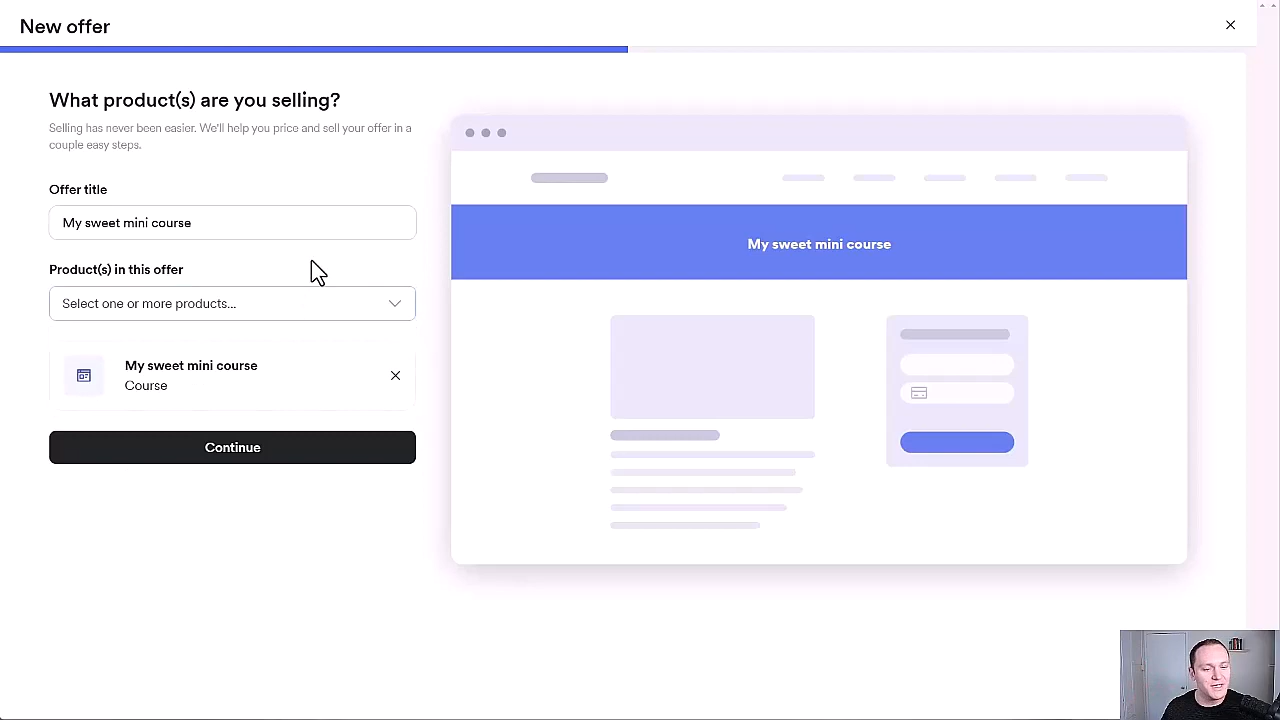 New offer
What product(s) are you selling?
Selling has never been easier. We'll help you price and sell your offer in a
couple easy steps.
Offer title
My sweet mini course
Product(s) in this offer
Select one or more products...
My sweet mini course
Course
Continue
My sweet mini course